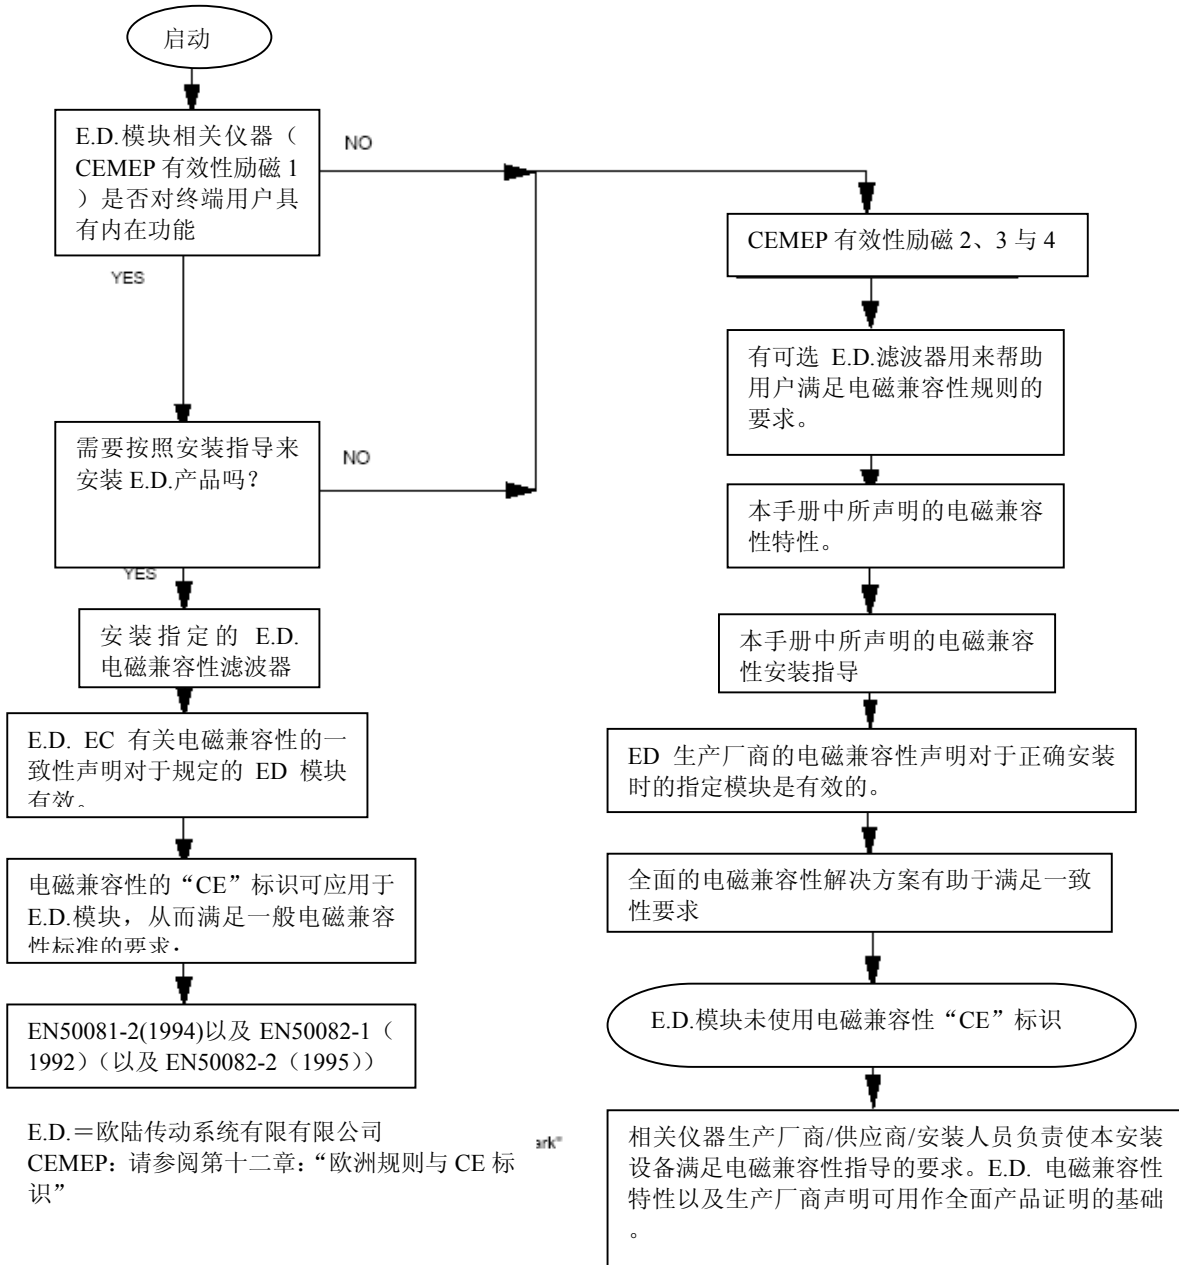 启动
E.D.模块相关仪器（
CEMEP 有效性励磁 1
）是否对终端用户具
有内在功能
NO
YES
需要按照安装指导来
安装 E.D.产品吗？
NO
YES
安装指定的 E.D.
电磁兼容性滤波器
E.D. EC 有关电磁兼容性的一
致性声明对于规定的 ED 模块
有效。
电磁兼容性的“CE”标识可应用于
E.D.模块，从而满足一般电磁兼容
性标准的要求：
EN50081-2(1994)以及 EN50082-1（
1992）（以及 EN50082-2（1995））
E.D.＝欧陆传动系统有限有限公司
CEMEP：请参阅第十二章：“欧洲规则与 CE 标
识”
ark"
CEMEP 有效性励磁 2、3 与 4
有可选 E.D.滤波器用来帮助
用户满足电磁兼容性规则的
要求。
本手册中所声明的电磁兼容
性特性。
本手册中所声明的电磁兼容
性安装指导
ED 生产厂商的电磁兼容性声明对于正确安装
时的指定模块是有效的。
全面的电磁兼容性解决方案有助于满足一致
性要求
E.D.模块未使用电磁兼容性“CE”标识
相关仪器生产厂商/供应商/安装人员负责使本安装
设备满足电磁兼容性指导的要求。E.D. 电磁兼容性
特性以及生产厂商声明可用作全面产品证明的基础
。